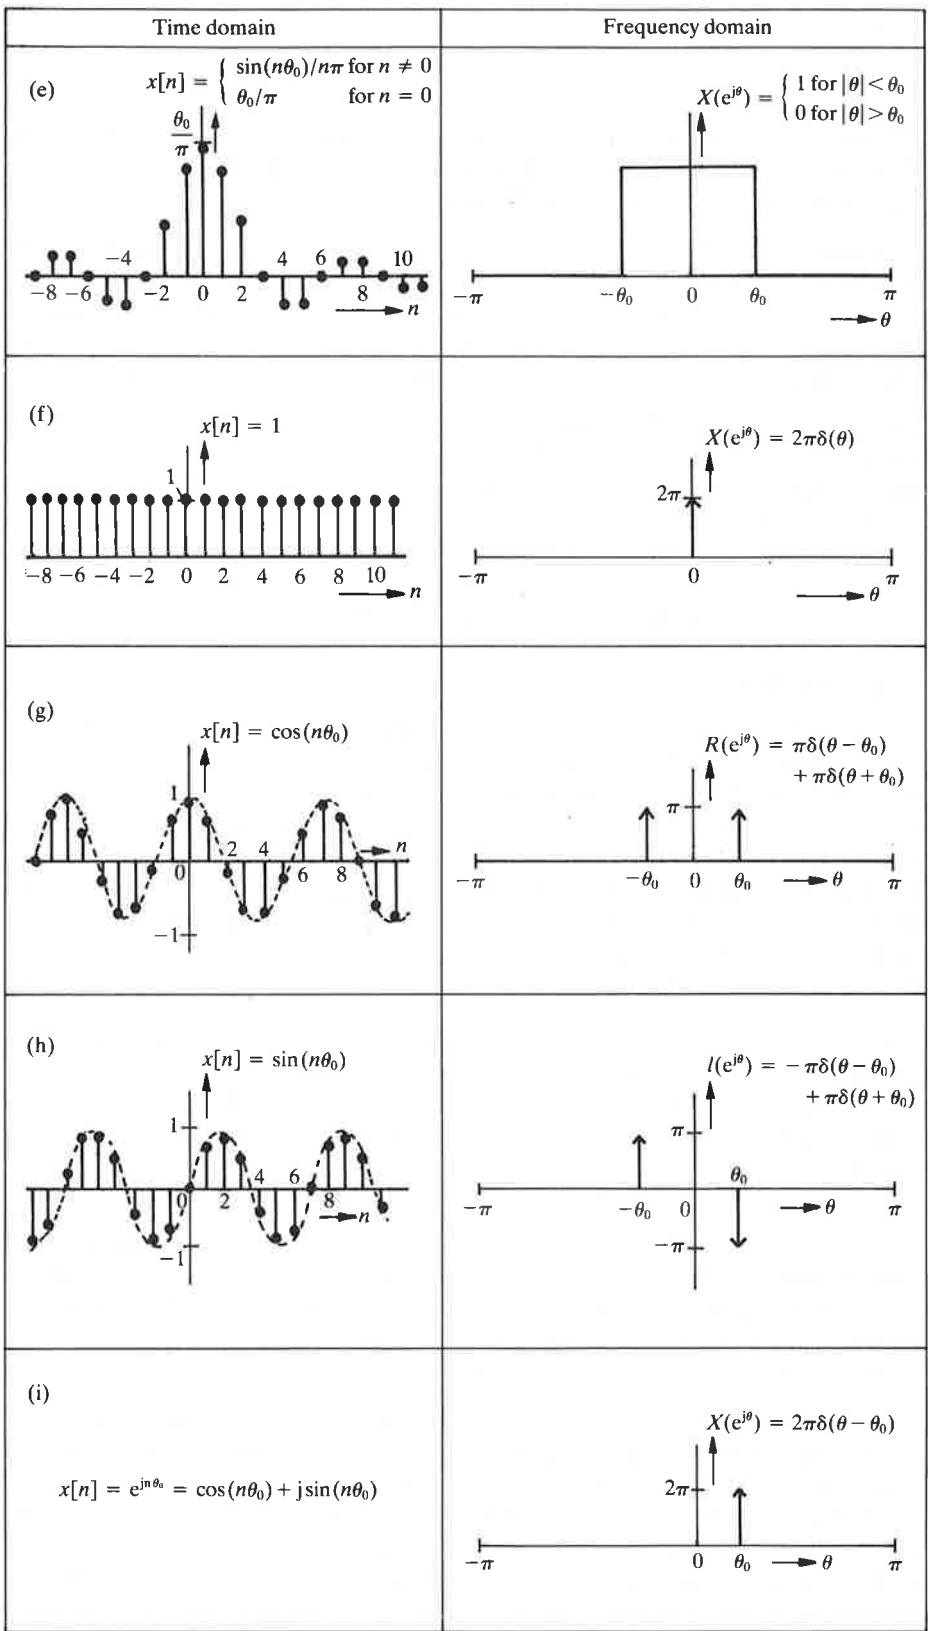 Time domain
Frequency domain
(e)
x[n] = { sin(nθ₀)/nπ for n ≠ 0
θ₀/π for n = 0
θ₀/π
−8 −6 −4 −2 0 2 4 6 8 10
n
X(e^{jθ}) = { 1 for |θ| < θ₀
0 for |θ| > θ₀
−π −θ₀ 0 θ₀ π
θ
(f)
x[n] = 1
1
−8 −6 −4 −2 0 2 4 6 8 10
n
X(e^{jθ}) = 2πδ(θ)
2π
−π 0 π
θ
(g)
x[n] = cos(nθ₀)
1
0 2 4 6 8 n
−1
R(e^{jθ}) = πδ(θ − θ₀)
+ πδ(θ + θ₀)
π
−π −θ₀ 0 θ₀ θ π
(h)
x[n] = sin(nθ₀)
1
0 2 4 6 8 n
−1
I(e^{jθ}) = − πδ(θ − θ₀)
+ πδ(θ + θ₀)
π
θ₀
−π −θ₀ 0 θ π
−π
(i)
x[n] = e^{jnθ₀} = cos(nθ₀) + j sin(nθ₀)
X(e^{jθ}) = 2πδ(θ − θ₀)
2π
−π 0 θ₀ θ π